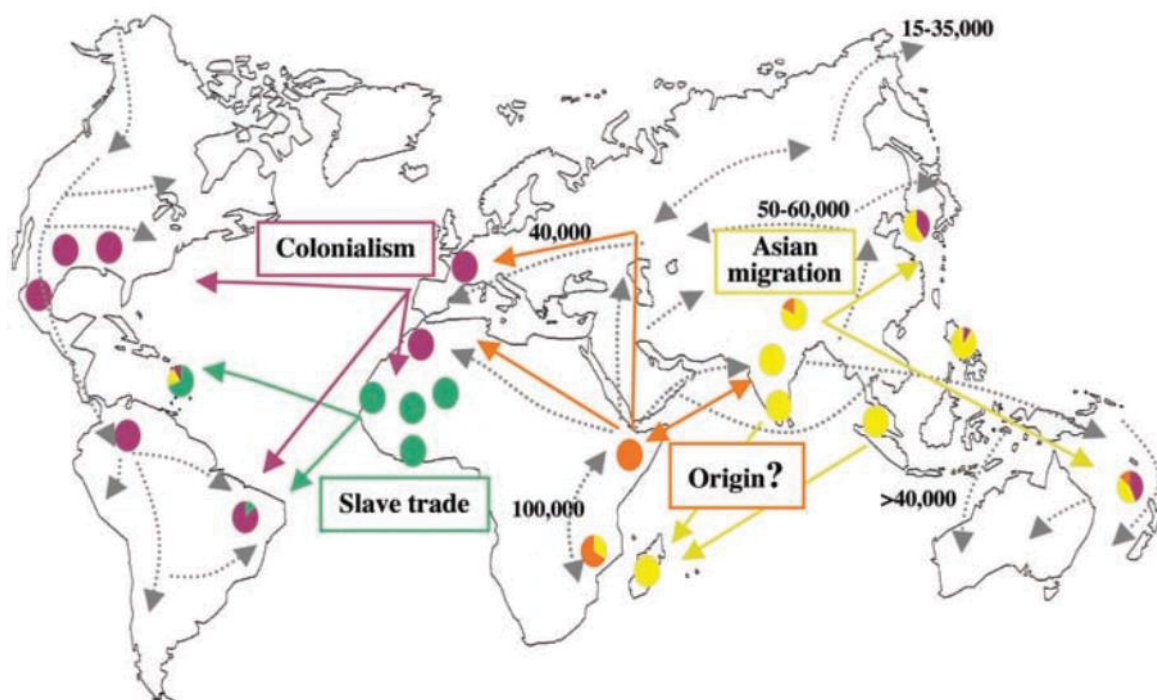 15-35,000
50-60,000
Colonialism
40,000
Asian
migration
Origin?
Slave trade
100,000
>40,000